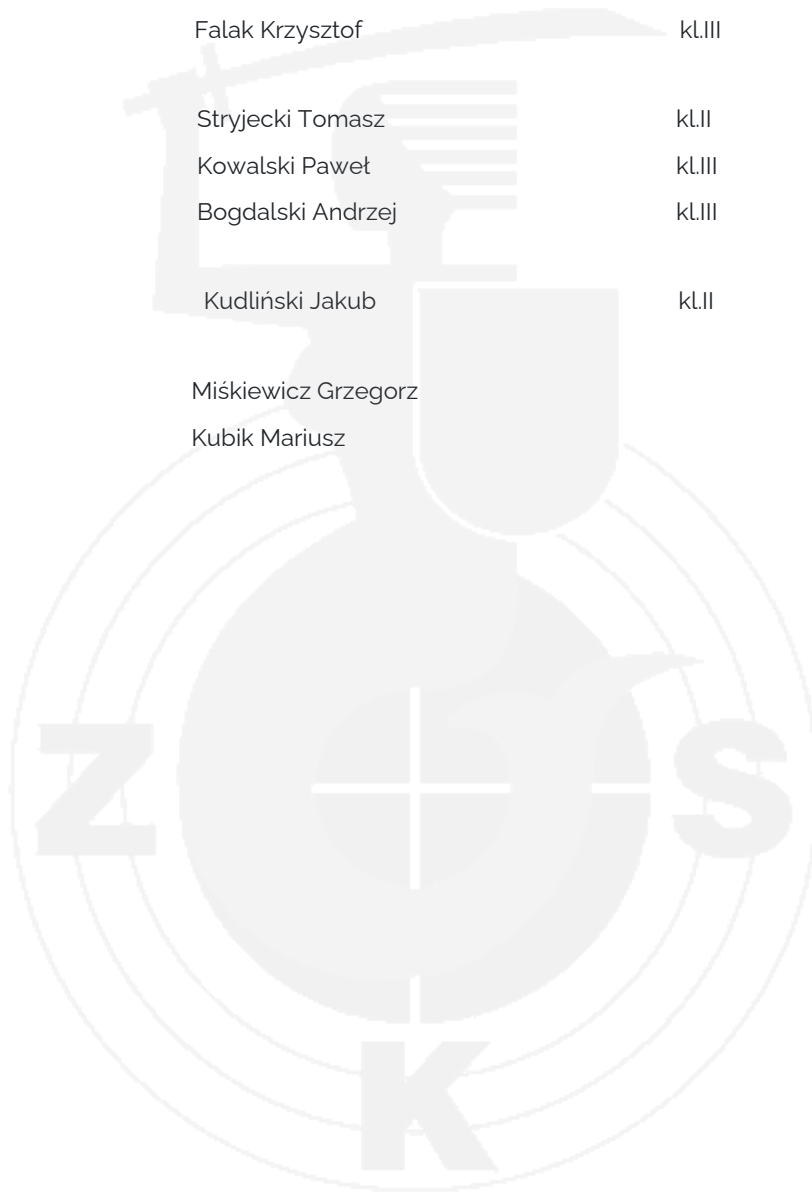 Falak Krzysztof kl.III
Stryjecki Tomasz kl.II
Kowalski Paweł kl.III
Bogdalski Andrzej kl.III
Kudliński Jakub kl.II
Miśkiewicz Grzegorz
Kubik Mariusz
Z S
K